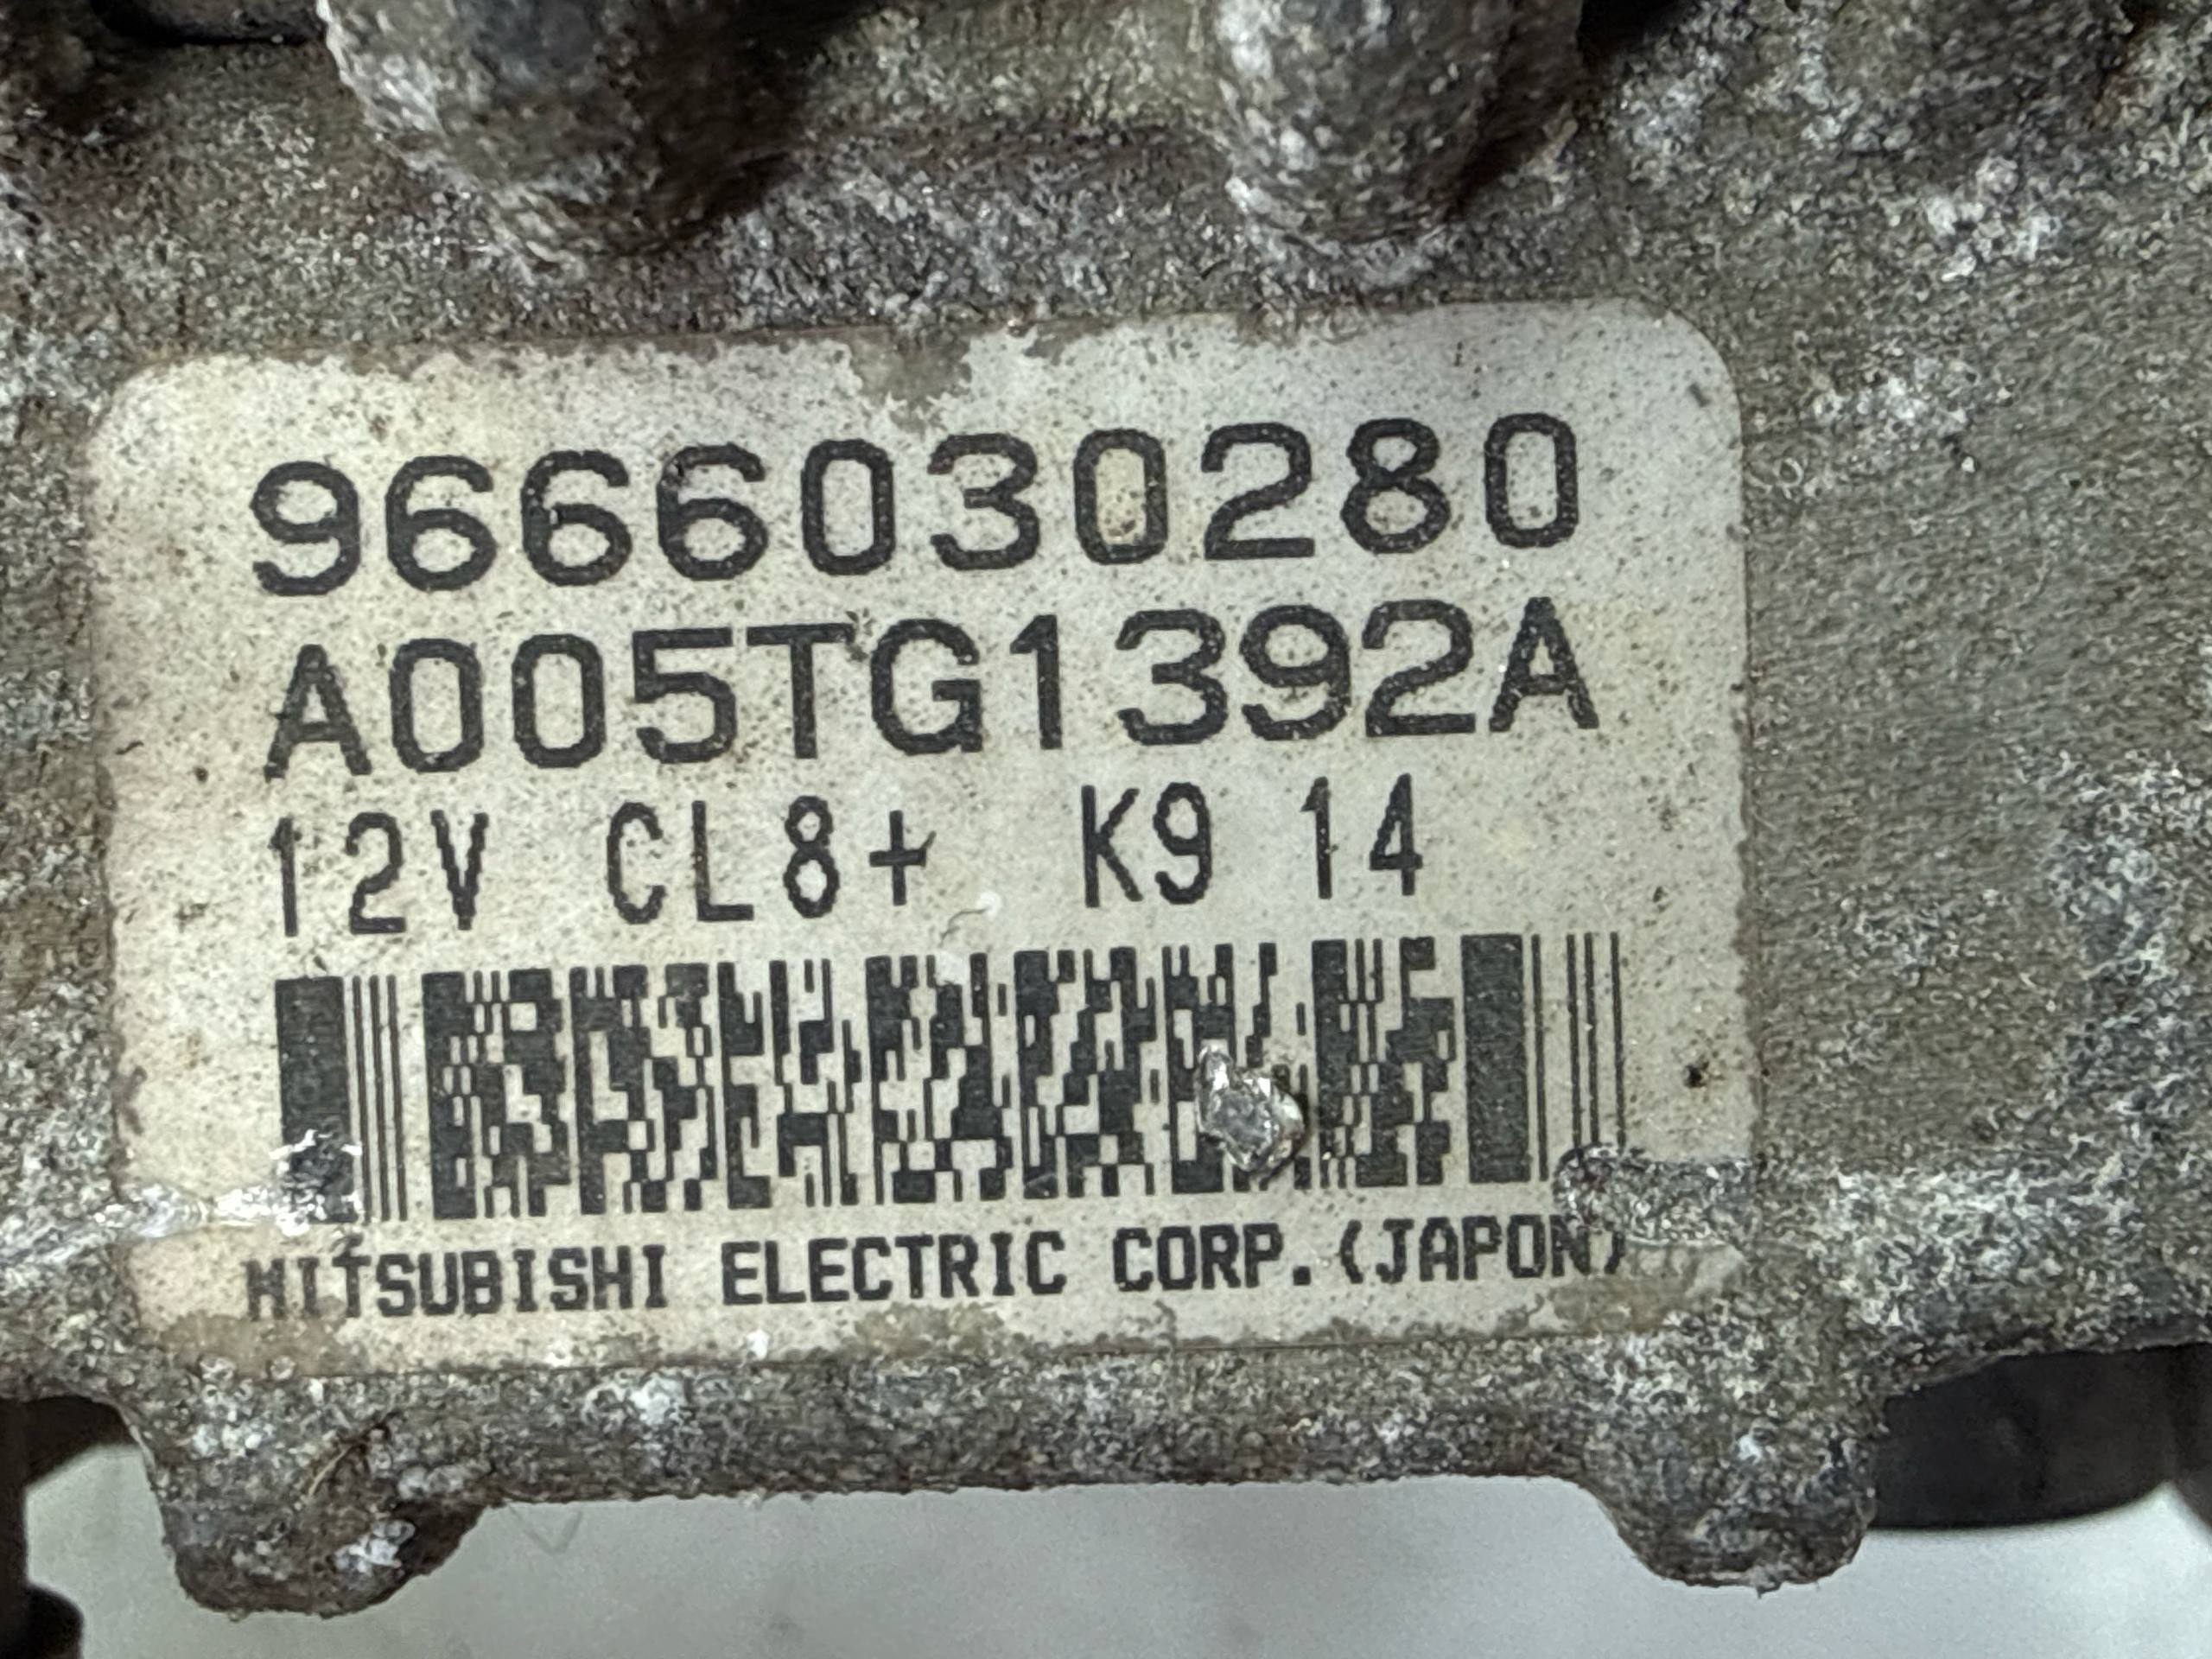 9666030280
A005TG1392A
12V CL8+ K9 14
MITSUBISHI ELECTRIC CORP.(JAPON)